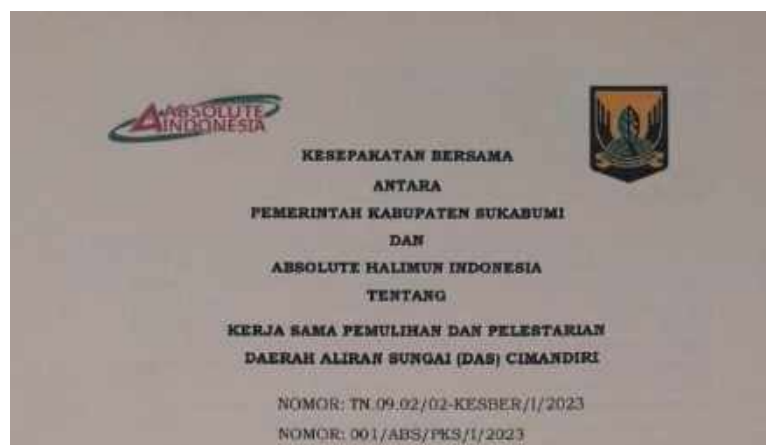 ABSOLUTE
INDONESIA
KESEPAKATAN BERSAMA
ANTARA
PEMERINTAH KABUPATEN SUKABUMI
DAN
ABSOLUTE HALIMUN INDONESIA
TENTANG
KERJA SAMA PEMULIHAN DAN PELESTARIAN
DAERAH ALIRAN SUNGAI (DAS) CIMANDIRI
NOMOR: TN.09.02/02-KESBER/I/2023
NOMOR: 001/ABS/PKS/I/2023